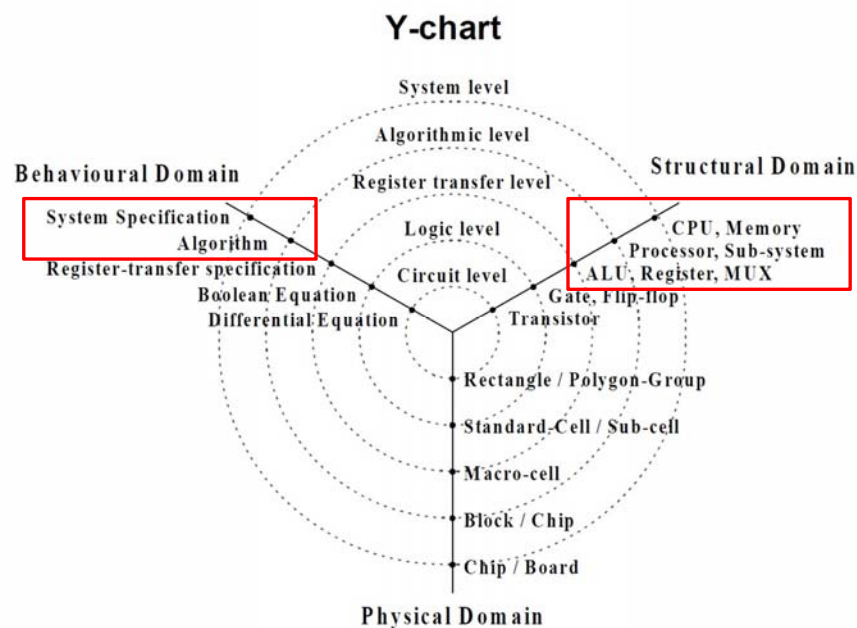 Y-chart
System level
Algorithmic level
Behavioural Domain
Structural Domain
Register transfer level
System Specification
CPU, Memory
Logic level
Algorithm
Processor, Sub-system
Register-transfer specification
Circuit level
ALU, Register, MUX
Boolean Equation
Gate, Flip-flop
Differential Equation
Transistor
Rectangle / Polygon-Group
Standard-Cell / Sub-cell
Macro-cell
Block / Chip
Chip / Board
Physical Domain